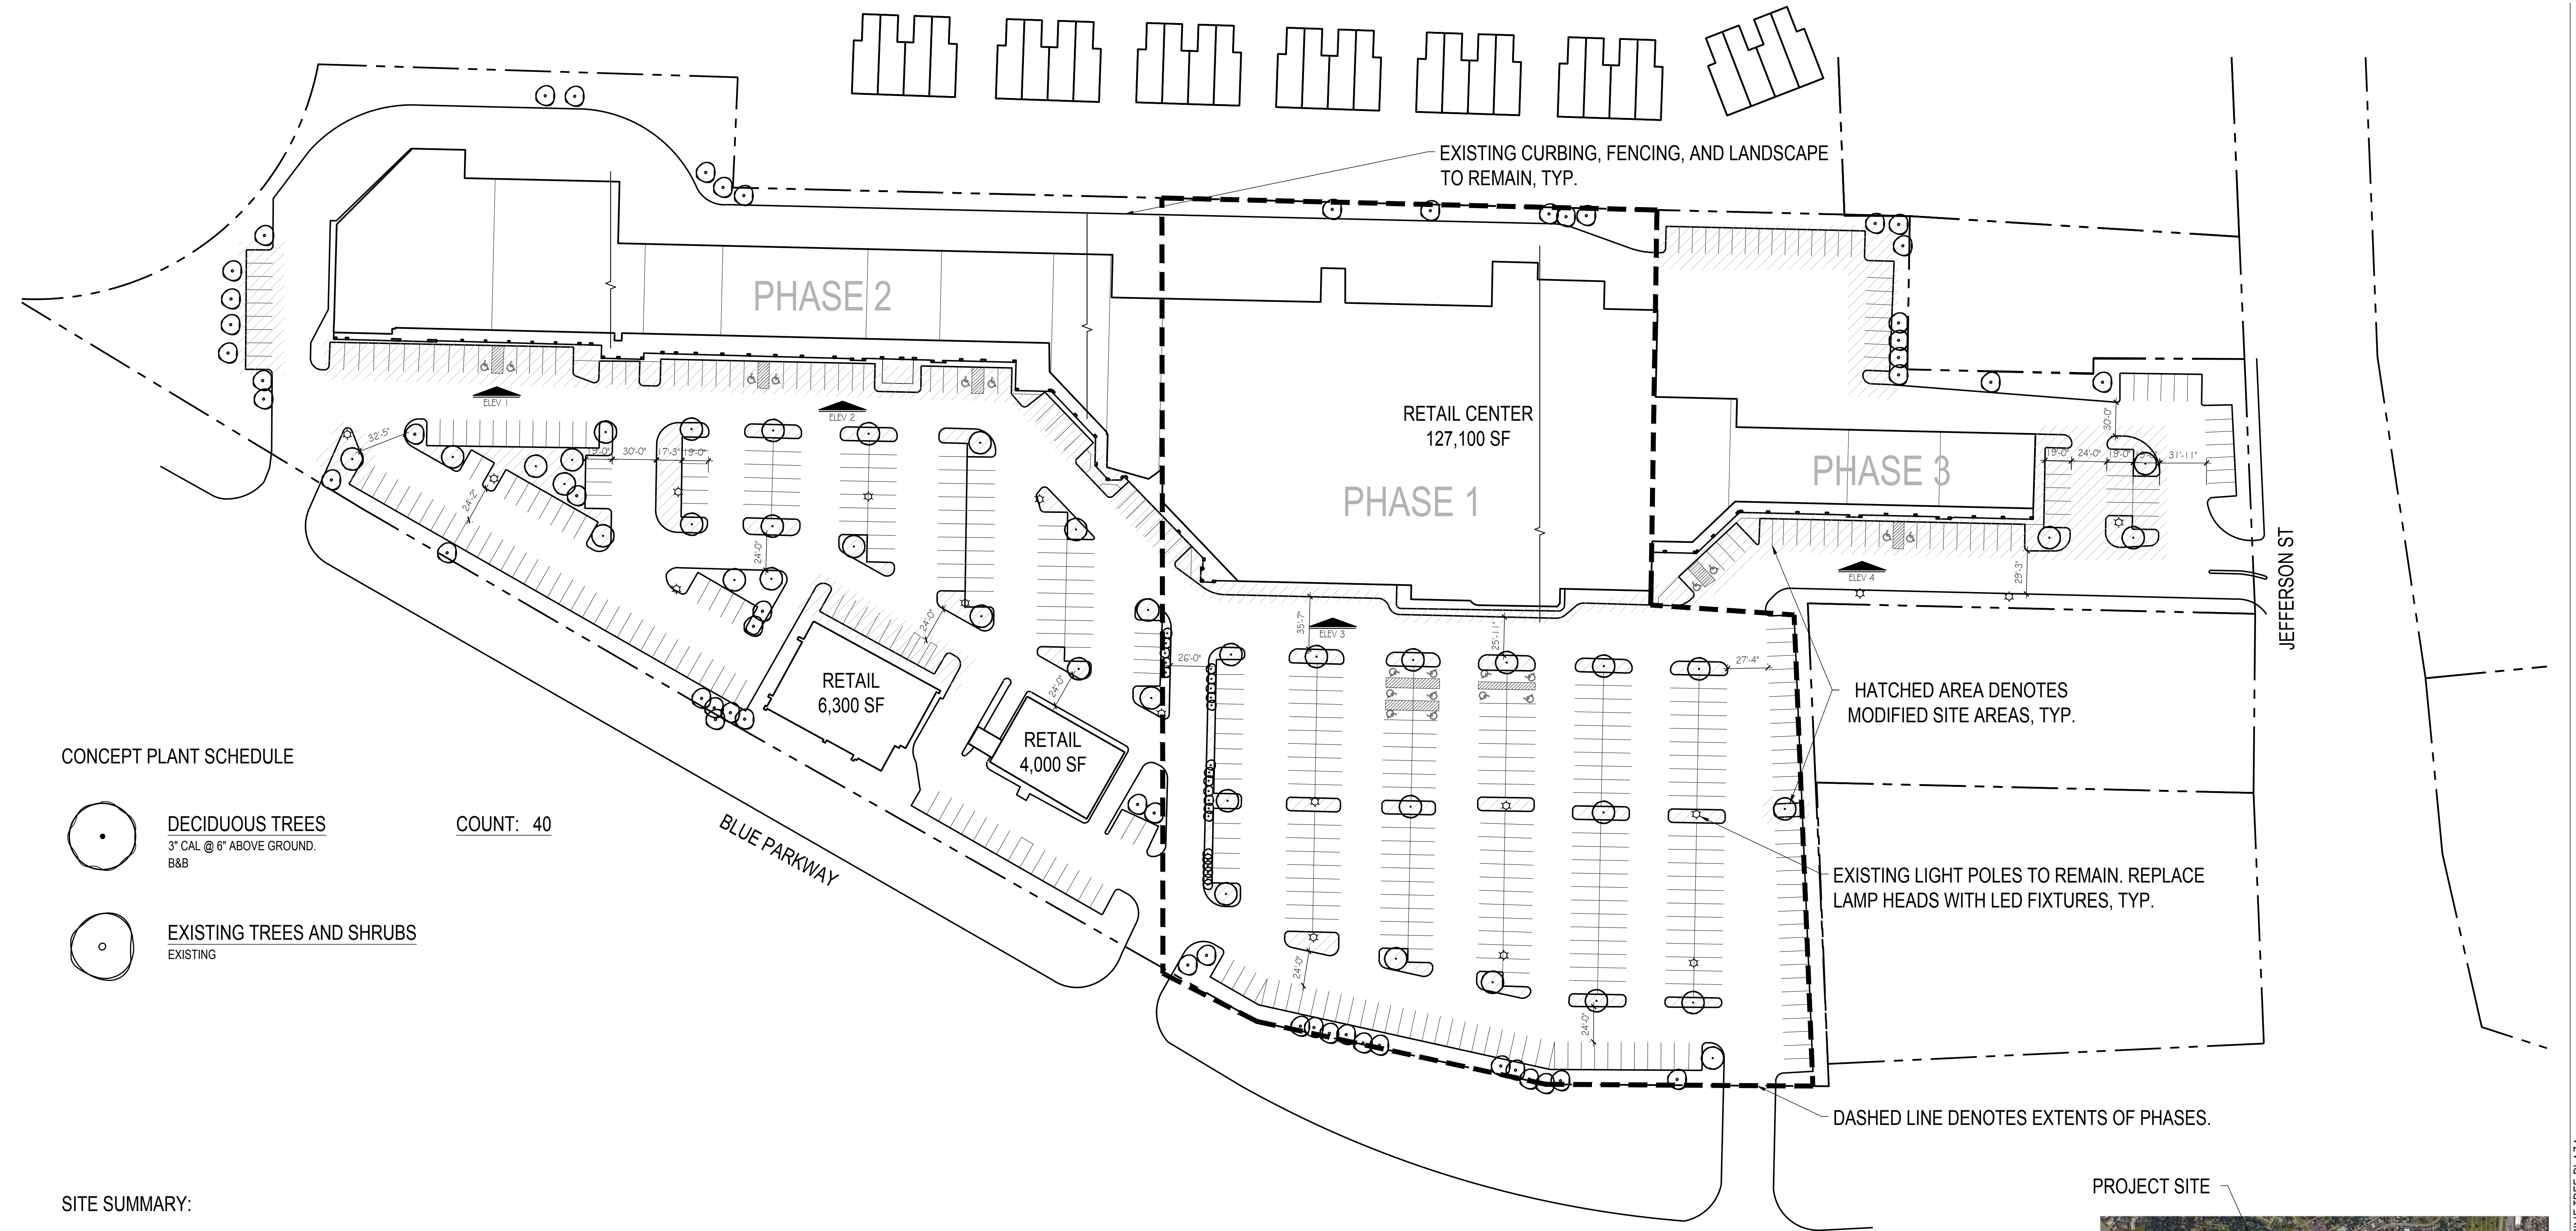 EXISTING CURBING, FENCING, AND LANDSCAPE
TO REMAIN, TYP.
PHASE 2
ELEV 1
ELEV 2
RETAIL CENTER
127,100 SF
PHASE 1
PHASE 3
32'-5"
19'-0"
30'-0"
17'-3"
19'-0"
24'-2"
24'-0"
24'-0"
24'-0"
30'-0"
19'-0"
24'-0"
19'-0"
31'-11"
29'-3"
ELEV 4
JEFFERSON ST
35'-7"
ELEV 3
25'-11"
26'-0"
27'-4"
RETAIL
6,300 SF
RETAIL
4,000 SF
HATCHED AREA DENOTES
MODIFIED SITE AREAS, TYP.
BLUE PARKWAY
CONCEPT PLANT SCHEDULE
DECIDUOUS TREES
3" CAL @ 6" ABOVE GROUND.
B&B
COUNT: 40
EXISTING TREES AND SHRUBS
EXISTING
EXISTING LIGHT POLES TO REMAIN. REPLACE
LAMP HEADS WITH LED FIXTURES, TYP.
24'-0"
24'-0"
DASHED LINE DENOTES EXTENTS OF PHASES.
PROJECT SITE
SITE SUMMARY: